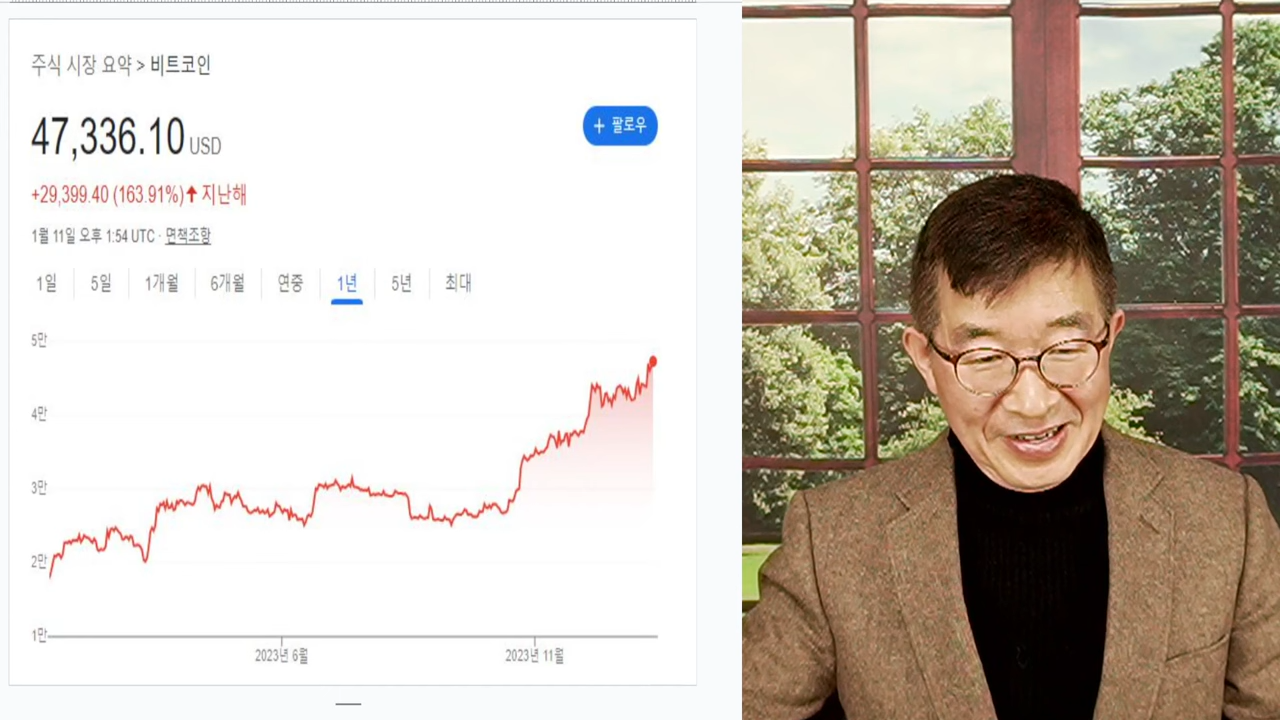 주식 시장 요약 > 비트코인
47,336.10 USD
+ 팔로우
+29,399.40 (163.91%) ↑ 지난해
1월 11일 오후 1:54 UTC · 면책조항
1일 5일 1개월 6개월 연중 1년 5년 최대
5만
4만
3만
2만
1만
2023년 6월 2023년 11월